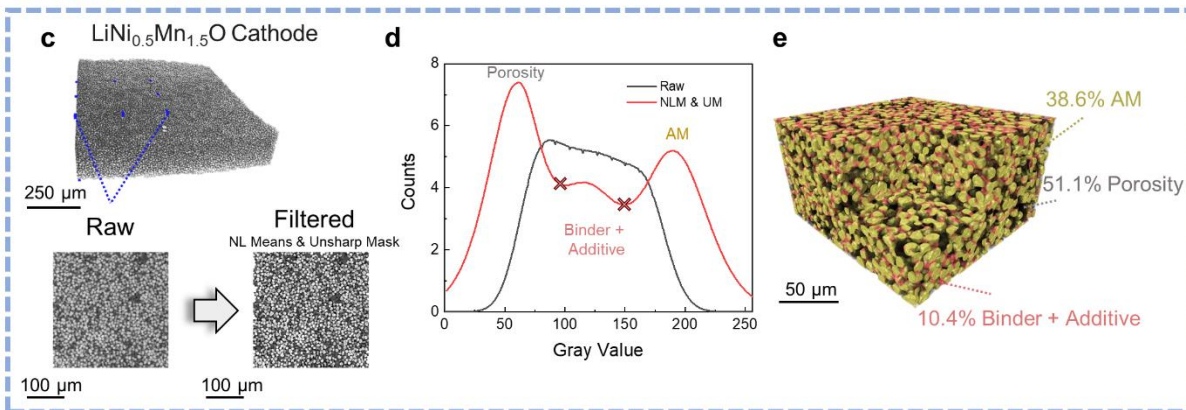 c
LiNi0.5Mn1.5O Cathode
250 µm
Raw
Filtered
NL Means & Unsharp Mask
100 µm
100 µm
d
8
6
4
2
0
Counts
Porosity
Raw
NLM & UM
AM
Binder +
Additive
0
50
100
150
200
250
Gray Value
e
38.6% AM
51.1% Porosity
50 µm
10.4% Binder + Additive